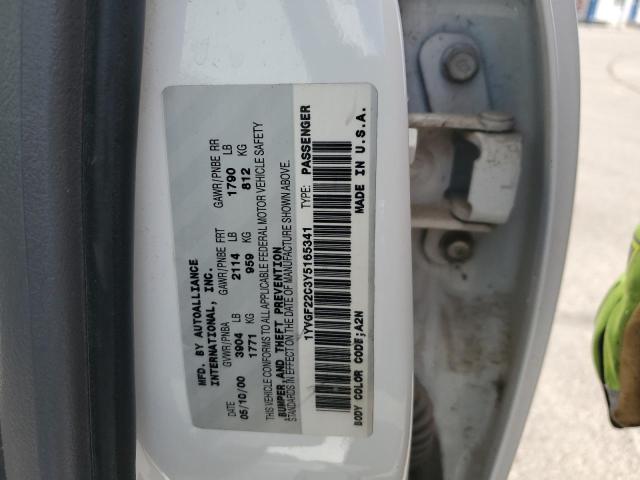 MFD. BY AUTOALLIANCE
INTERNATIONAL, INC.
GVWR/PNBA GAWR/PNBE FRT GAWR/PNBE RR
DATE 3904 LB 2114 LB 1790 LB
05/10/00 1771 KG 959 KG 812 KG
THIS VEHICLE CONFORMS TO ALL APPLICABLE FEDERAL MOTOR VEHICLE SAFETY
BUMPER AND THEFT PREVENTION
STANDARDS IN EFFECT ON THE DATE OF MANUFACTURE SHOWN ABOVE.
1YVGF22C3Y5165341 TYPE: PASSENGER
BODY COLOR CODE;A2N MADE IN U.S.A.